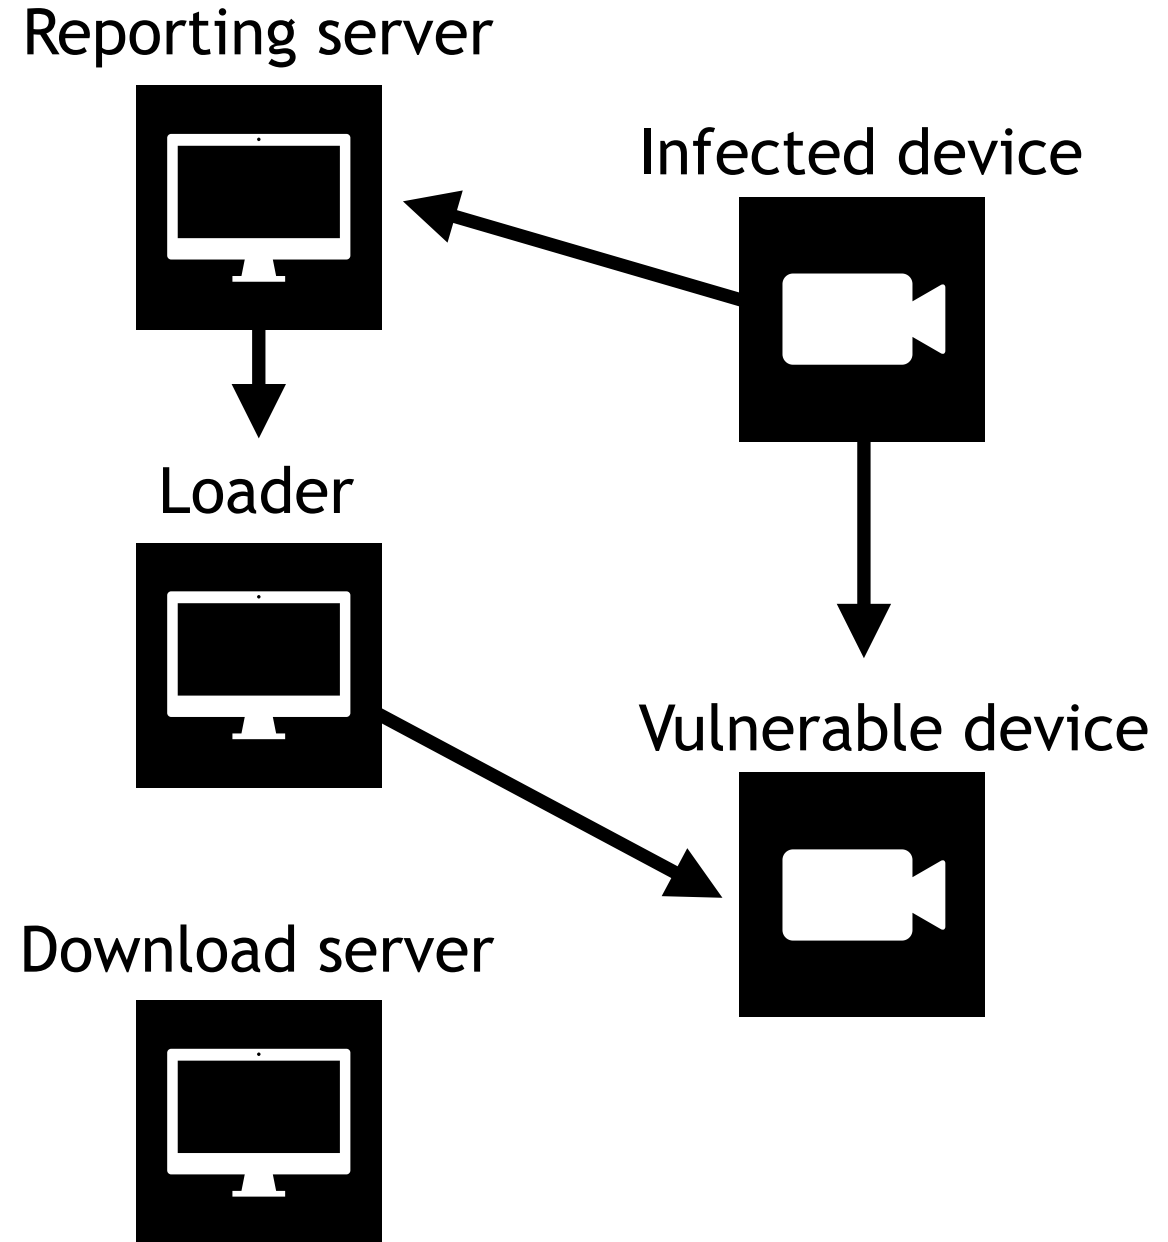 Reporting server
Infected device
Loader
Vulnerable device
Download server